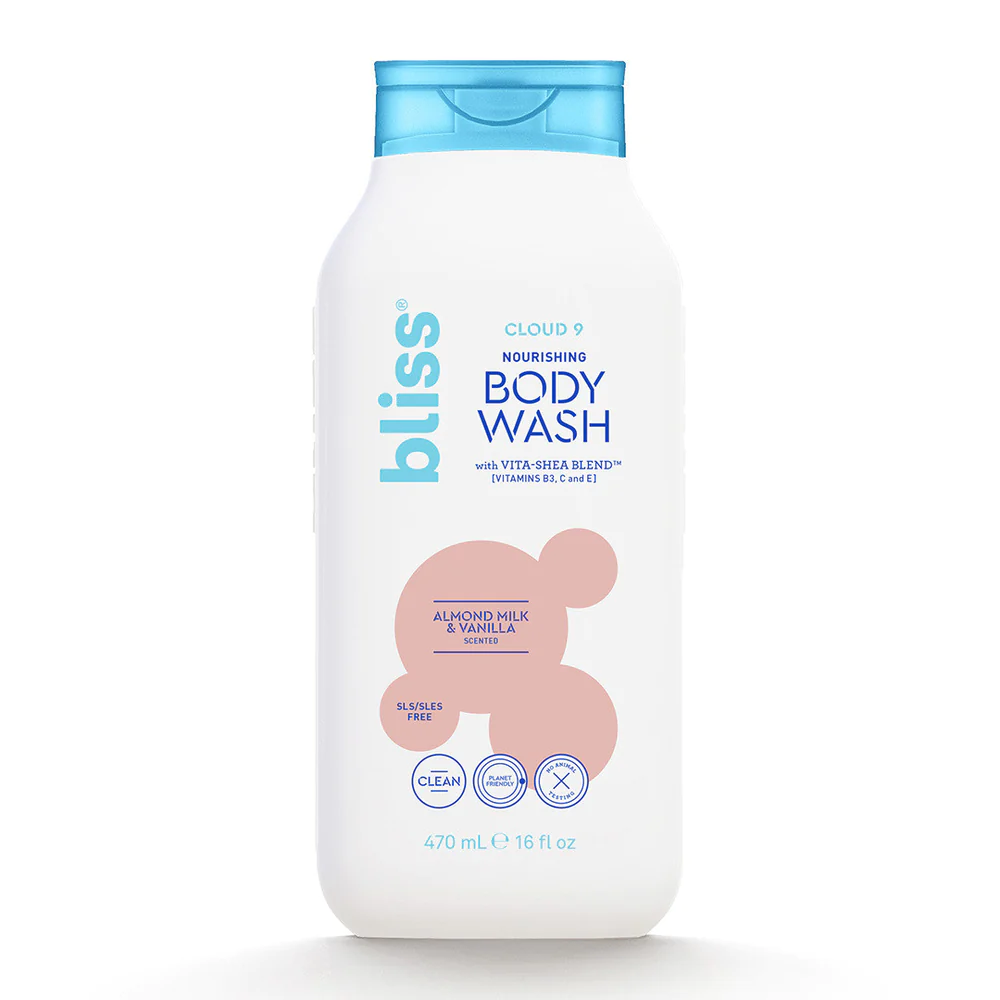 bliss®
CLOUD 9
NOURISHING
BODY
WASH
with VITA-SHEA BLEND™
[VITAMINS B3, C and E]
ALMOND MILK
& VANILLA
SCENTED
SLS/SLES
FREE
CLEAN
PLANET
FRIENDLY
NO ANIMAL
TESTING
470 mL ℮ 16 fl oz